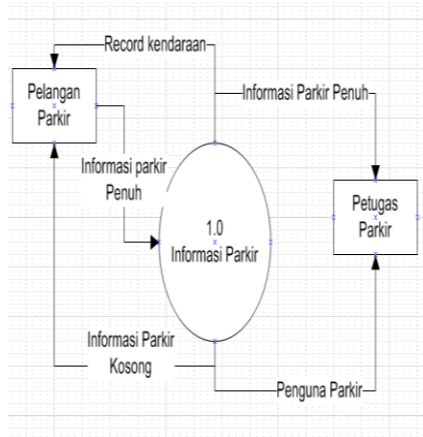 Record kendaraan
Pelangan
Parkir
Informasi Parkir Penuh
Informasi parkir
Penuh
Petugas
Parkir
1.0
Informasi Parkir
Informasi Parkir
Kosong
Penguna Parkir